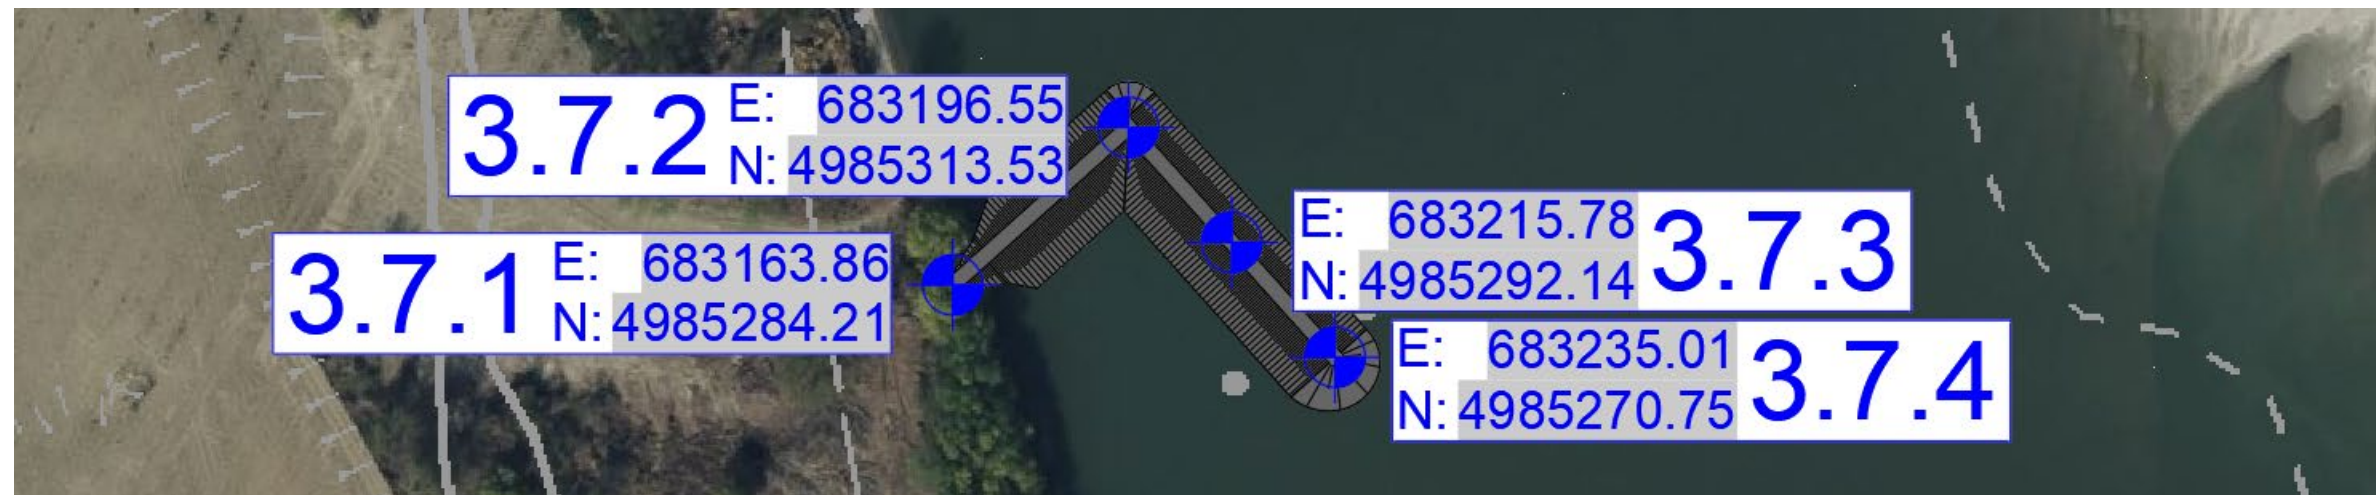 3.7.2
E: 683196.55
N: 4985313.53
3.7.1
E: 683163.86
N: 4985284.21
E: 683215.78
N: 4985292.14
3.7.3
E: 683235.01
N: 4985270.75
3.7.4